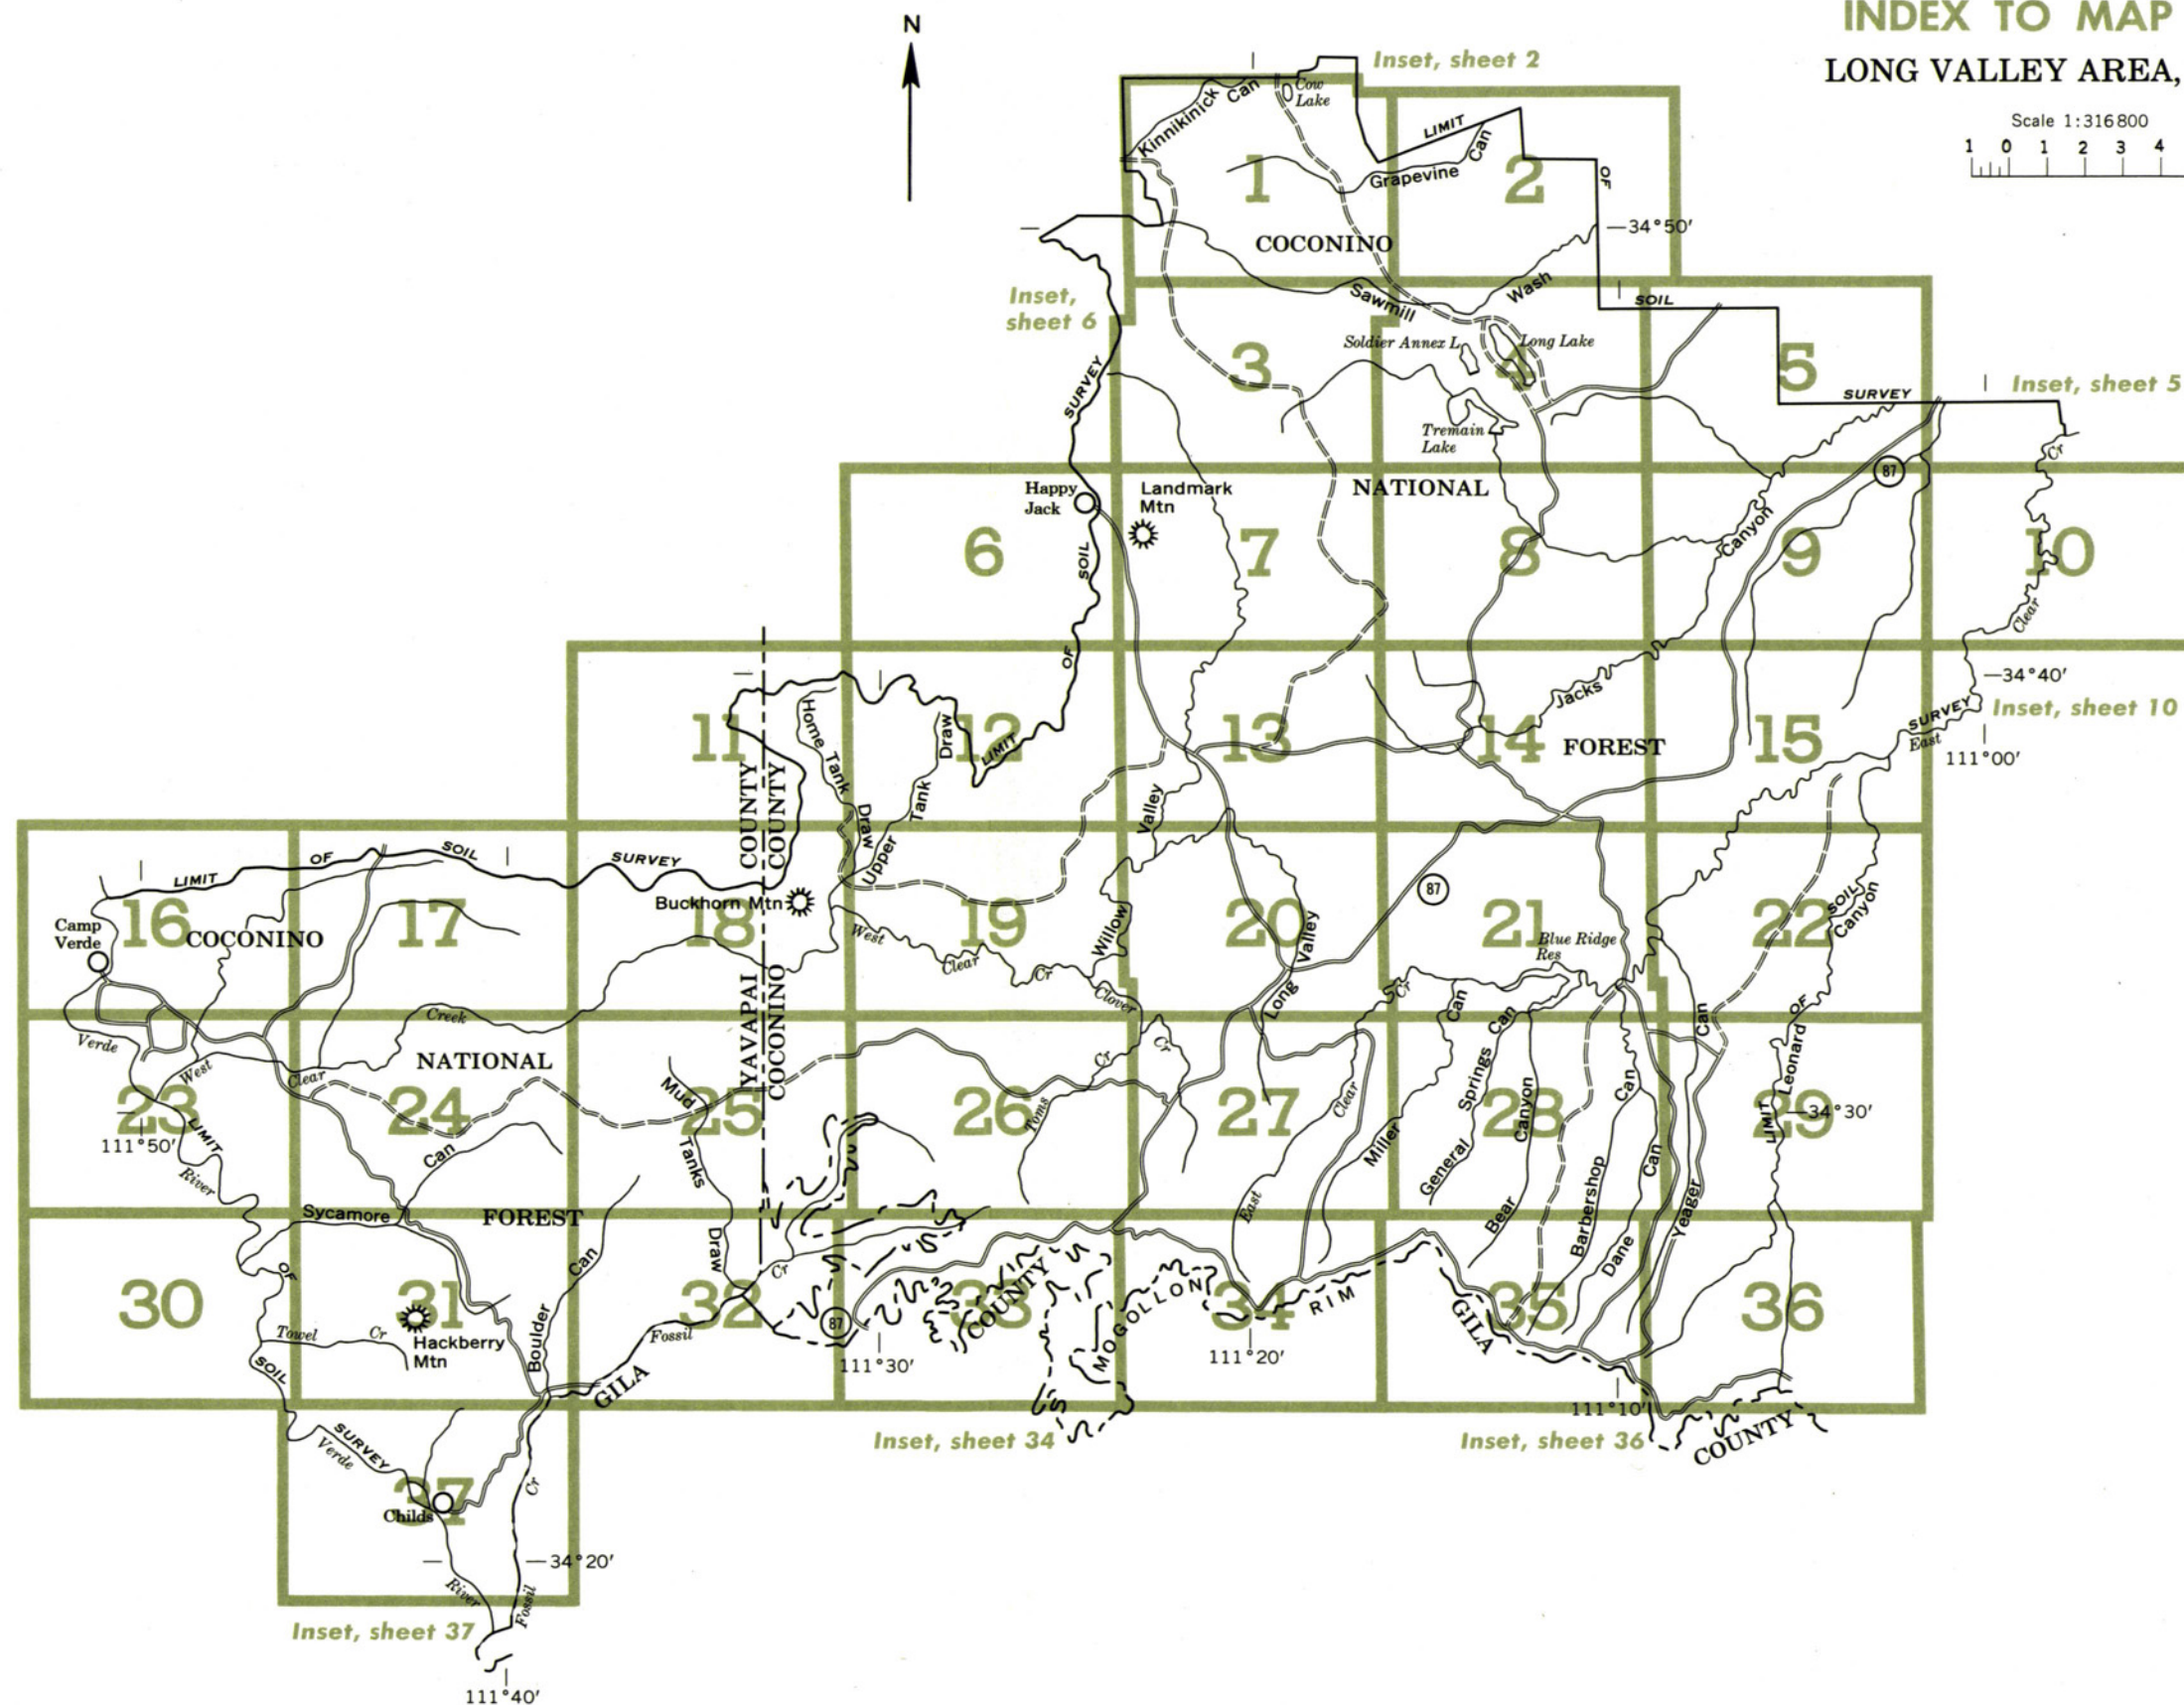 INDEX TO MAP
LONG VALLEY AREA,
Scale 1:316800
1 0 1 2 3 4
N
Inset, sheet 2
Kinnikinick Can
Cow
Lake
LIMIT
Can
Grapevine
1
2
OF
34°50'
COCONINO
Inset,
sheet 6
Sawmill
Wash
SOIL
Soldier Annex L
Long Lake
3
4
5
SURVEY
SURVEY
Inset, sheet 5
Tremain
Lake
Cr
87
Happy
Jack
Landmark
Mtn
NATIONAL
Canyon
6
7
8
9
10
SOIL
Clear
OF
34°40'
Jacks
Inset, sheet 10
SURVEY
East
111°00'
11
12
13
14
15
Home Tank
Draw
Draw
LIMIT
FOREST
Tank
Upper
COUNTY
COUNTY
Valley
LIMIT
OF
SOIL
SURVEY
87
Buckhorn Mtn
Camp
Verde
16
COCONINO
17
18
19
20
21
22
SOIL
Canyon
West
Clear
Cr
Willow
Valley
Blue Ridge
Res
Clover
Long
Cr
Can
Can
Can
OF
Creek
Verde
YAVAPAI
COCONINO
NATIONAL
West
Clear
Cr
Cr
Leonard
Mud
Tanks
Draw
Toms
Clear
Springs
Canyon
Can
23
24
25
26
27
28
29
34°30'
111°50'
LIMIT
LIMIT
Can
River
Miller
General
Barbershop
Can
Sycamore
FOREST
East
Bear
Dane
Yeager
OF
Can
Cr
30
31
32
33
34
35
36
COUNTY
MOGOLLON
RIM
GILA
Towel
Cr
Hackberry
Mtn
Boulder
Fossil
87
SOIL
111°30'
111°20'
GILA
111°10'
Inset, sheet 34
Inset, sheet 36
COUNTY
SURVEY
Verde
37
Childs
Cr
34°20'
River
Fossil
Inset, sheet 37
111°40'